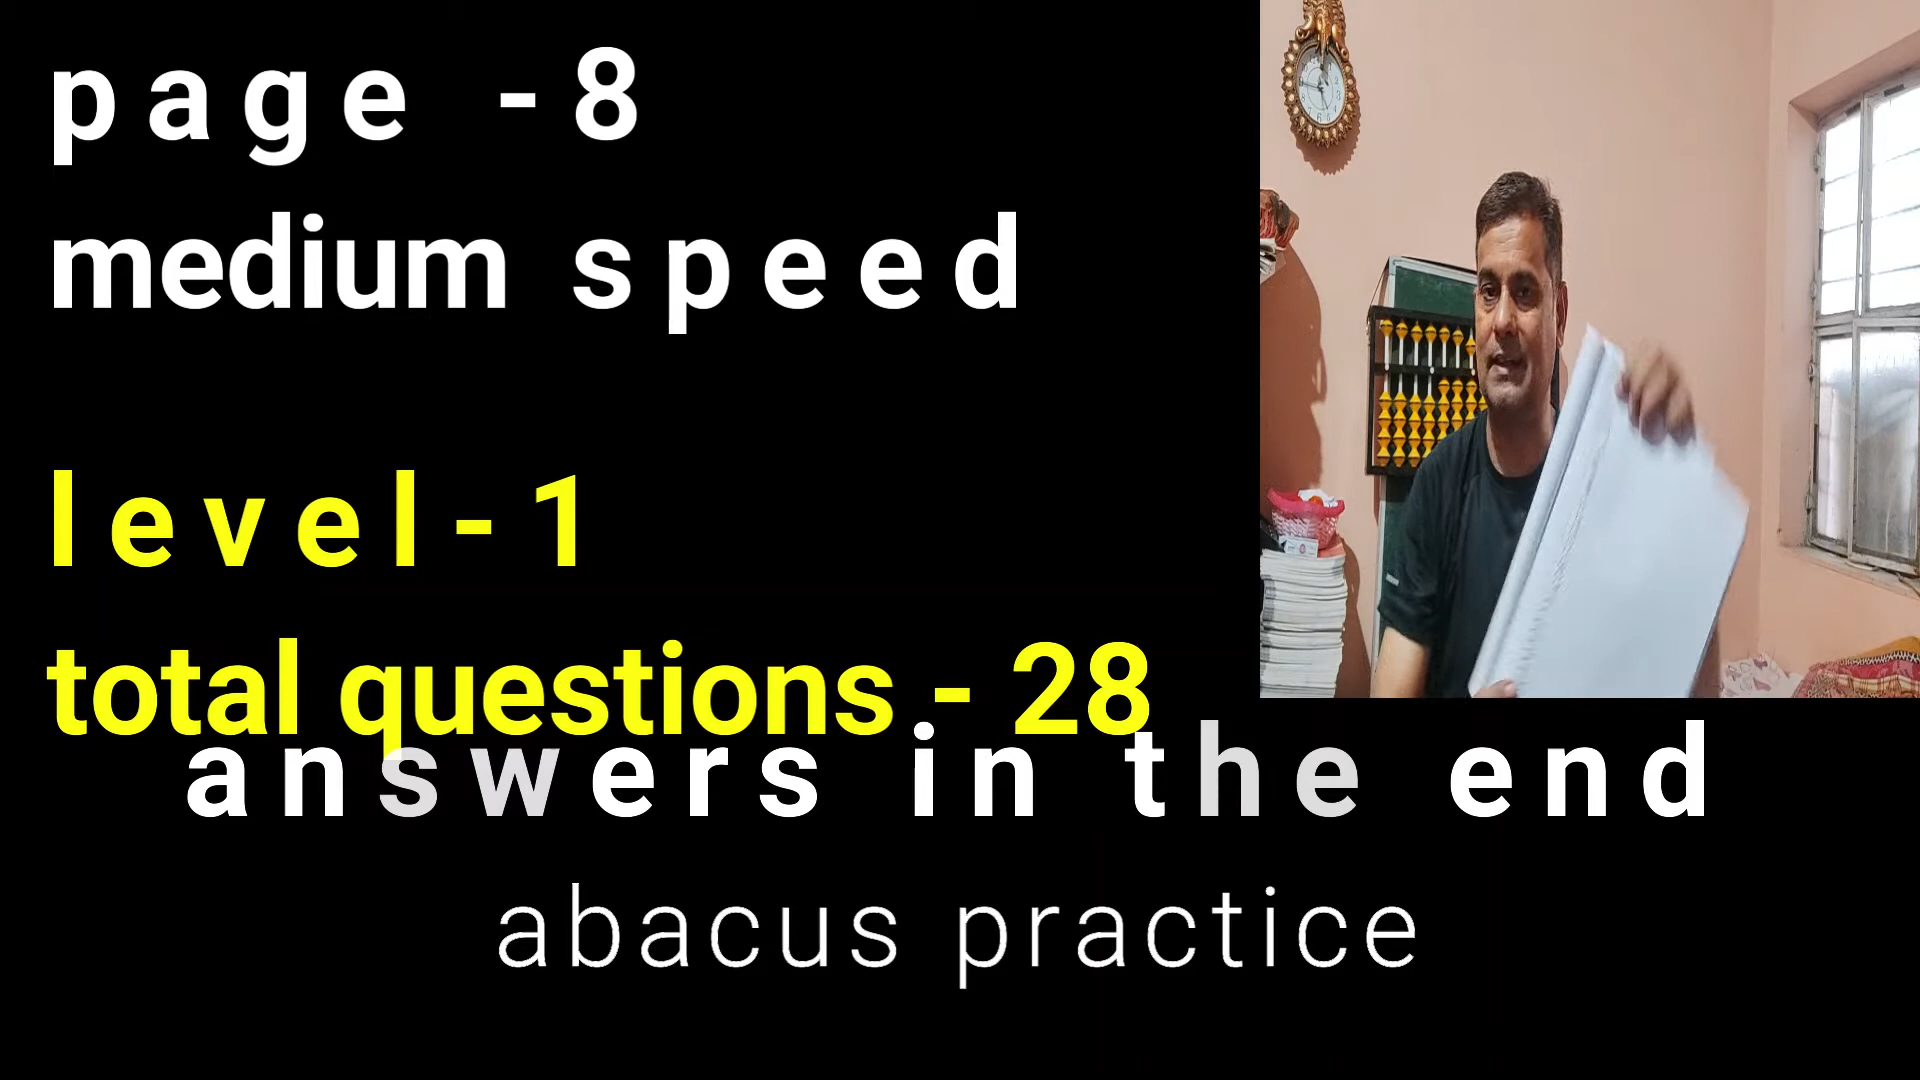 page -8
medium speed
level-1
total questions - 28
answers in the end
abacus practice